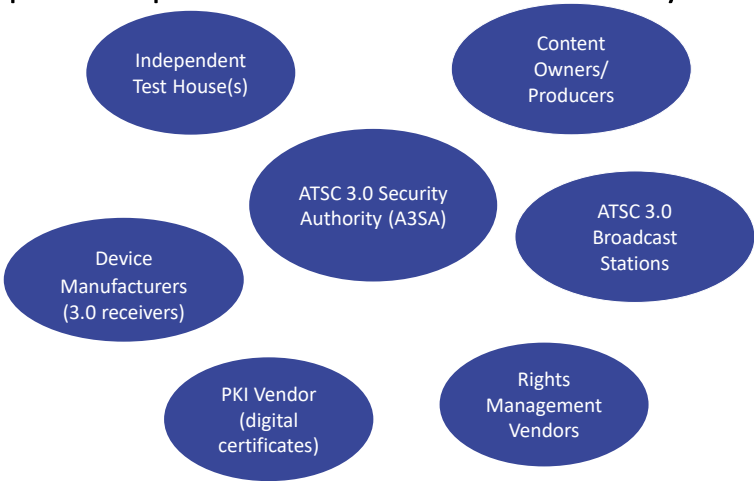 Independent
Test House(s)
Content
Owners/
Producers
ATSC 3.0 Security
Authority (A3SA)
ATSC 3.0
Broadcast
Stations
Device
Manufacturers
(3.0 receivers)
PKI Vendor
(digital
certificates)
Rights
Management
Vendors